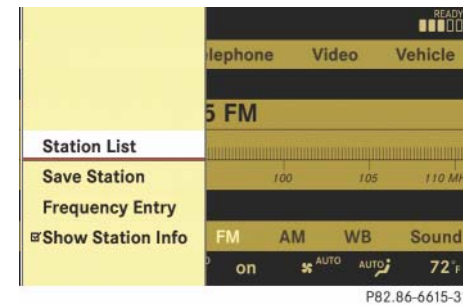 READY
lephone Video Vehicle
5 FM
Station List
Save Station
100 105 110 MH
Frequency Entry
Show Station Info
FM AM WB Sound
on AUTO AUTO 72°F
P82.86-6615-3